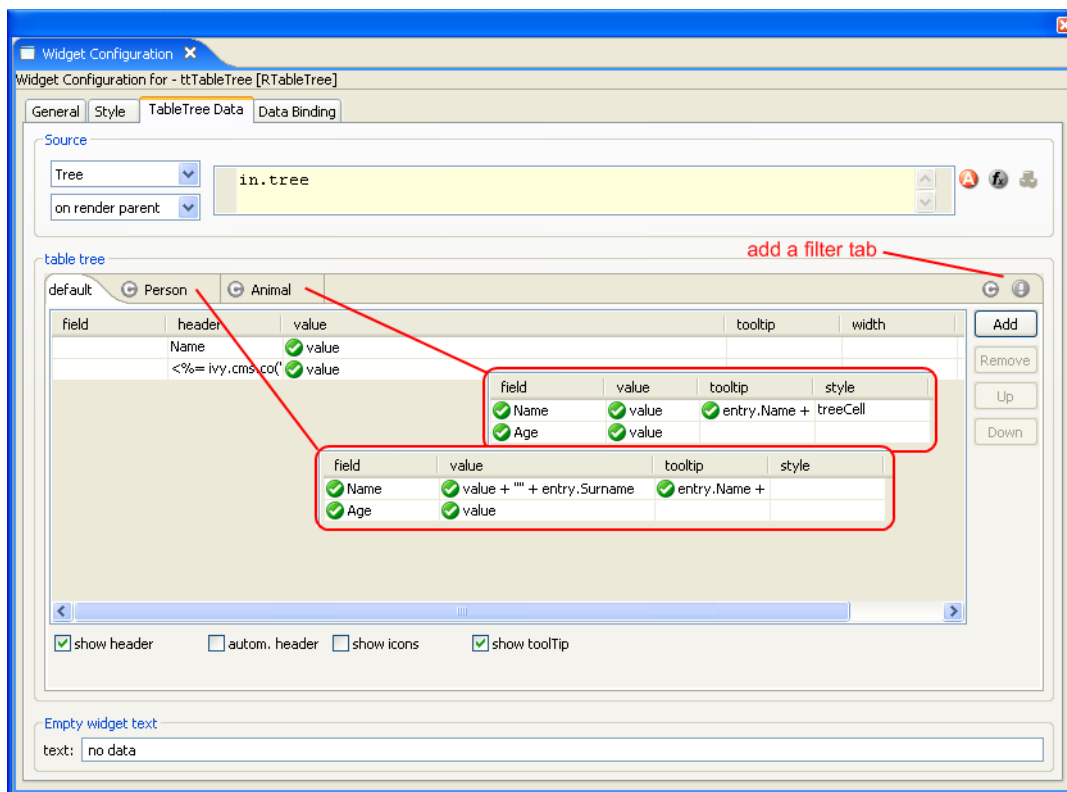 Widget Configuration
Widget Configuration for - ttTableTree [RTableTree]
General Style TableTree Data Data Binding
Source
Tree
in.tree
on render parent
add a filter tab
table tree
default Person Animal
field header value tooltip width
Add
Name value
<%= ivy.cms.co(' value
Remove
field value tooltip style
Up
Name value entry.Name + treeCell
Age value
Down
field value tooltip style
Name value + "" + entry.Surname entry.Name +
Age value
show header autom. header show icons show toolTip
Empty widget text
text: no data